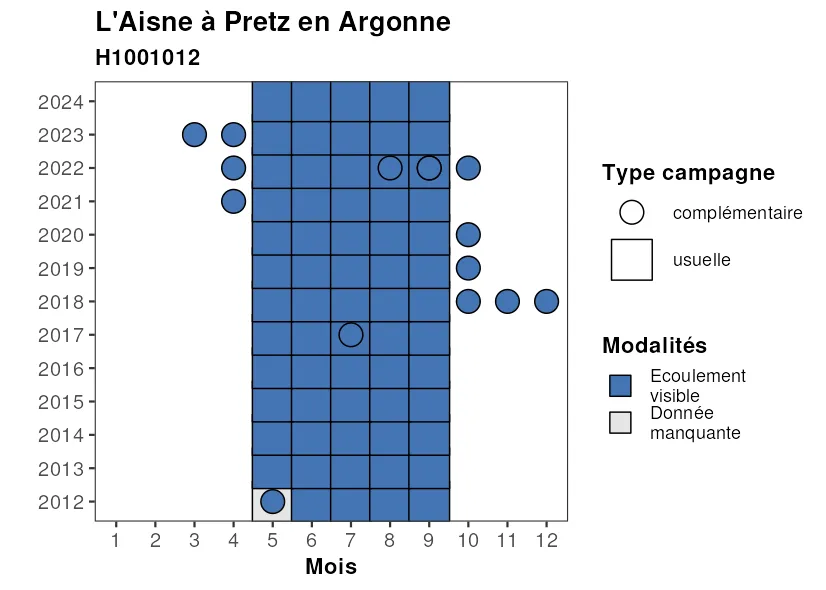 L'Aisne à Pretz en Argonne
H1001012
2024
2023
2022
2021
2020
2019
2018
2017
2016
2015
2014
2013
2012
1 2 3 4 5 6 7 8 9 10 11 12
Mois
Type campagne
complémentaire
usuelle
Modalités
Ecoulement
visible
Donnée
manquante